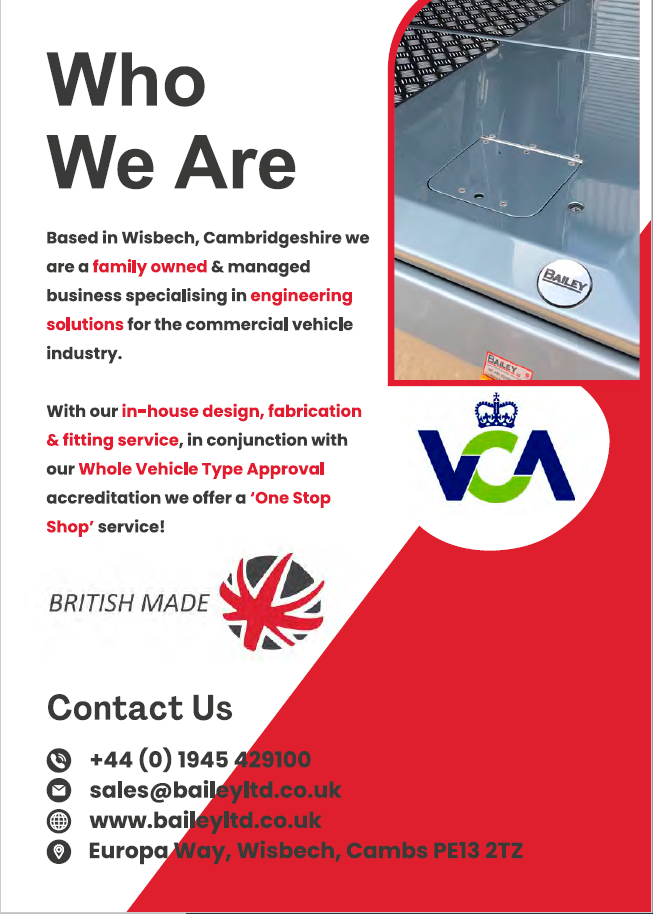 Who
We Are
Based in Wisbech, Cambridgeshire we
are a family owned & managed
business specialising in engineering
solutions for the commercial vehicle
industry.
With our in-house design, fabrication
& fitting service, in conjunction with
our Whole Vehicle Type Approval
accreditation we offer a ‘One Stop
Shop’ service!
BAILEY
BAILEY
VCA
BRITISH MADE
Contact Us
+44 (0) 1945 429100
sales@baileyltd.co.uk
www.baileyltd.co.uk
Europa Way, Wisbech, Cambs PE13 2TZ